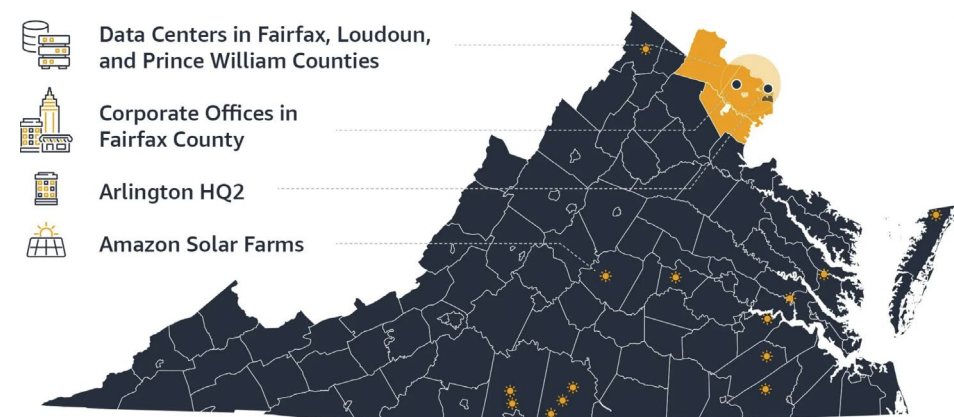 Data Centers in Fairfax, Loudoun,
and Prince William Counties
Corporate Offices in
Fairfax County
Arlington HQ2
Amazon Solar Farms